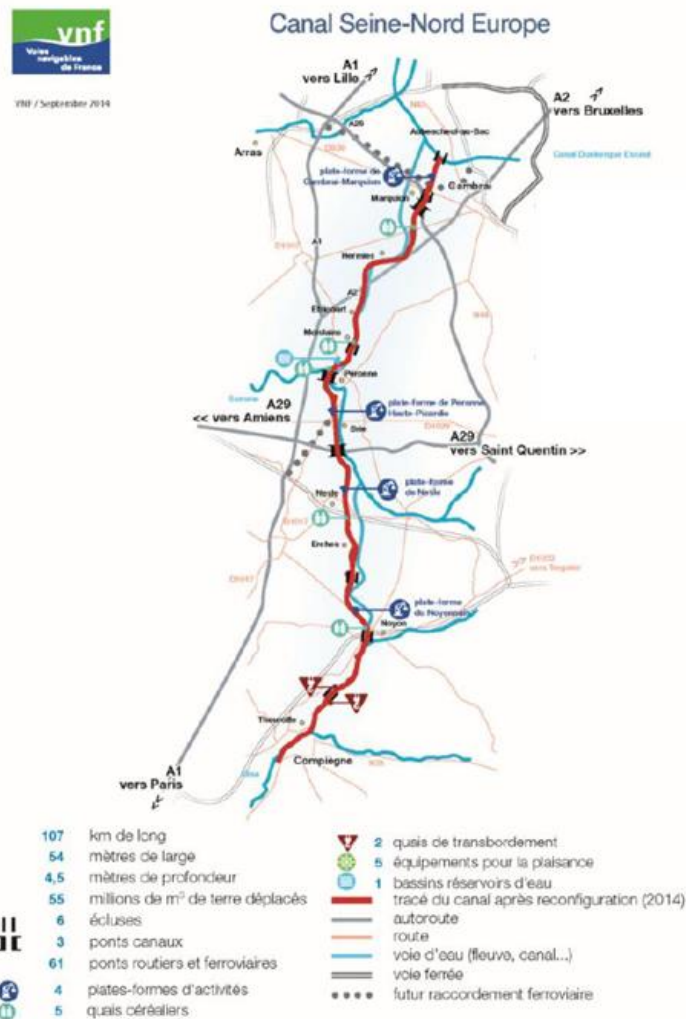 vnf
Voies
navigables
de France
Canal Seine-Nord Europe
VNF / Septembre 2014
A1
vers Lille
A2
vers Bruxelles
A26
Aubencheul-au-Bac
Arras
plate-forme de
Cambrai-Marquion
Cambrai
Marquion
A1
Hermies
A2
Etricourt
Moislains
Péronne
Somme
plate-forme de Péronne
Haute-Picardie
A29
<< vers Amiens
A29
vers Saint Quentin >>
plate-forme
de Nesle
Nesle
plate-forme
de Noyonnais
Noyon
Thourotte
Compiègne
Oise
A1
vers Paris
107 km de long
54 mètres de large
4,5 mètres de profondeur
55 millions de m³ de terre déplacés
6 écluses
3 ponts canaux
61 ponts routiers et ferroviaires
4 plates-formes d'activités
5 quais céréaliers
2 quais de transbordement
5 équipements pour la plaisance
1 bassins réservoirs d'eau
tracé du canal après reconfiguration (2014)
autoroute
route
voie d'eau (fleuve, canal...)
voie ferrée
futur raccordement ferroviaire